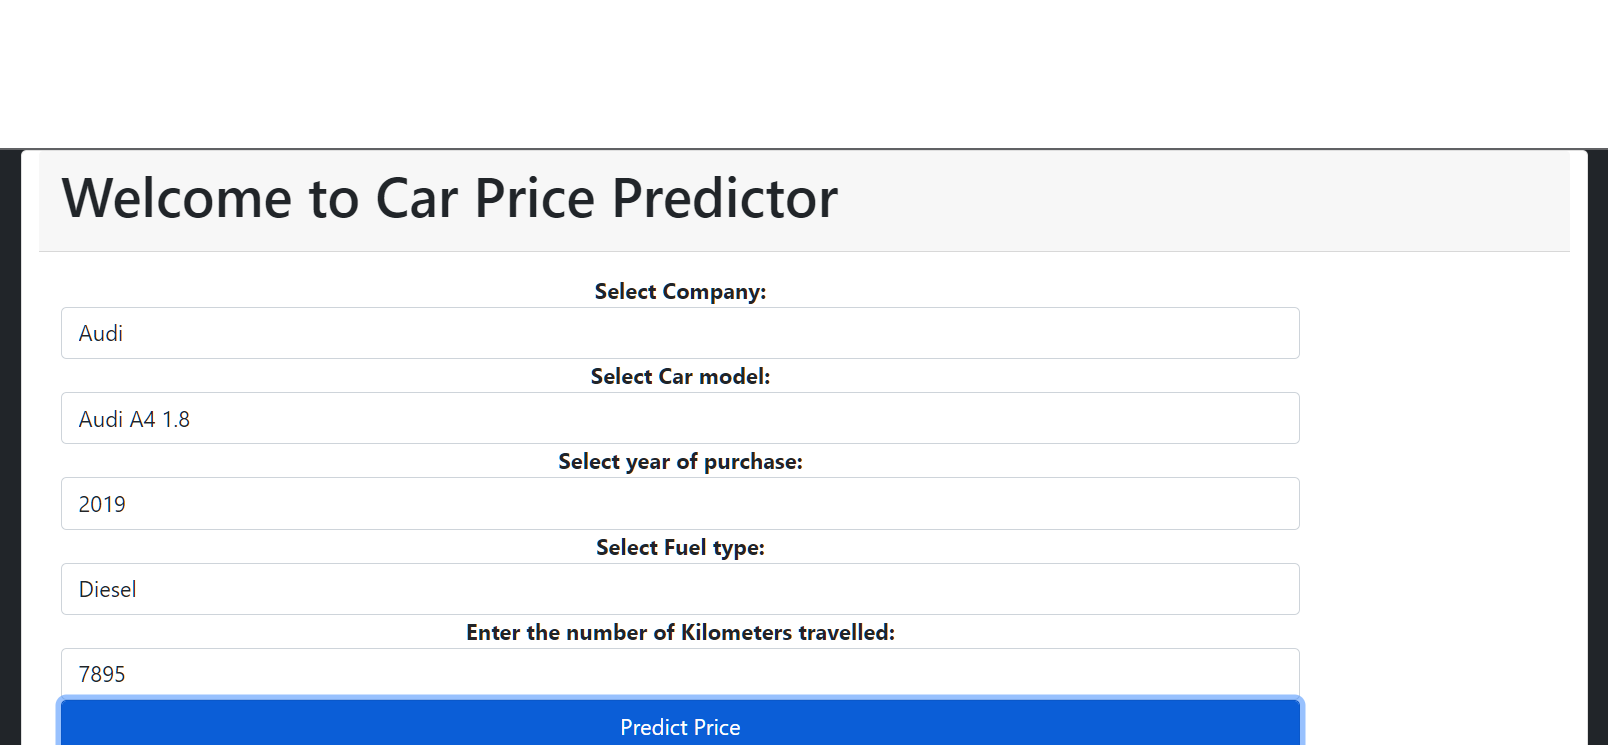 Welcome to Car Price Predictor
Select Company:
Audi
Select Car model:
Audi A4 1.8
Select year of purchase:
2019
Select Fuel type:
Diesel
Enter the number of Kilometers travelled:
7895
Predict Price